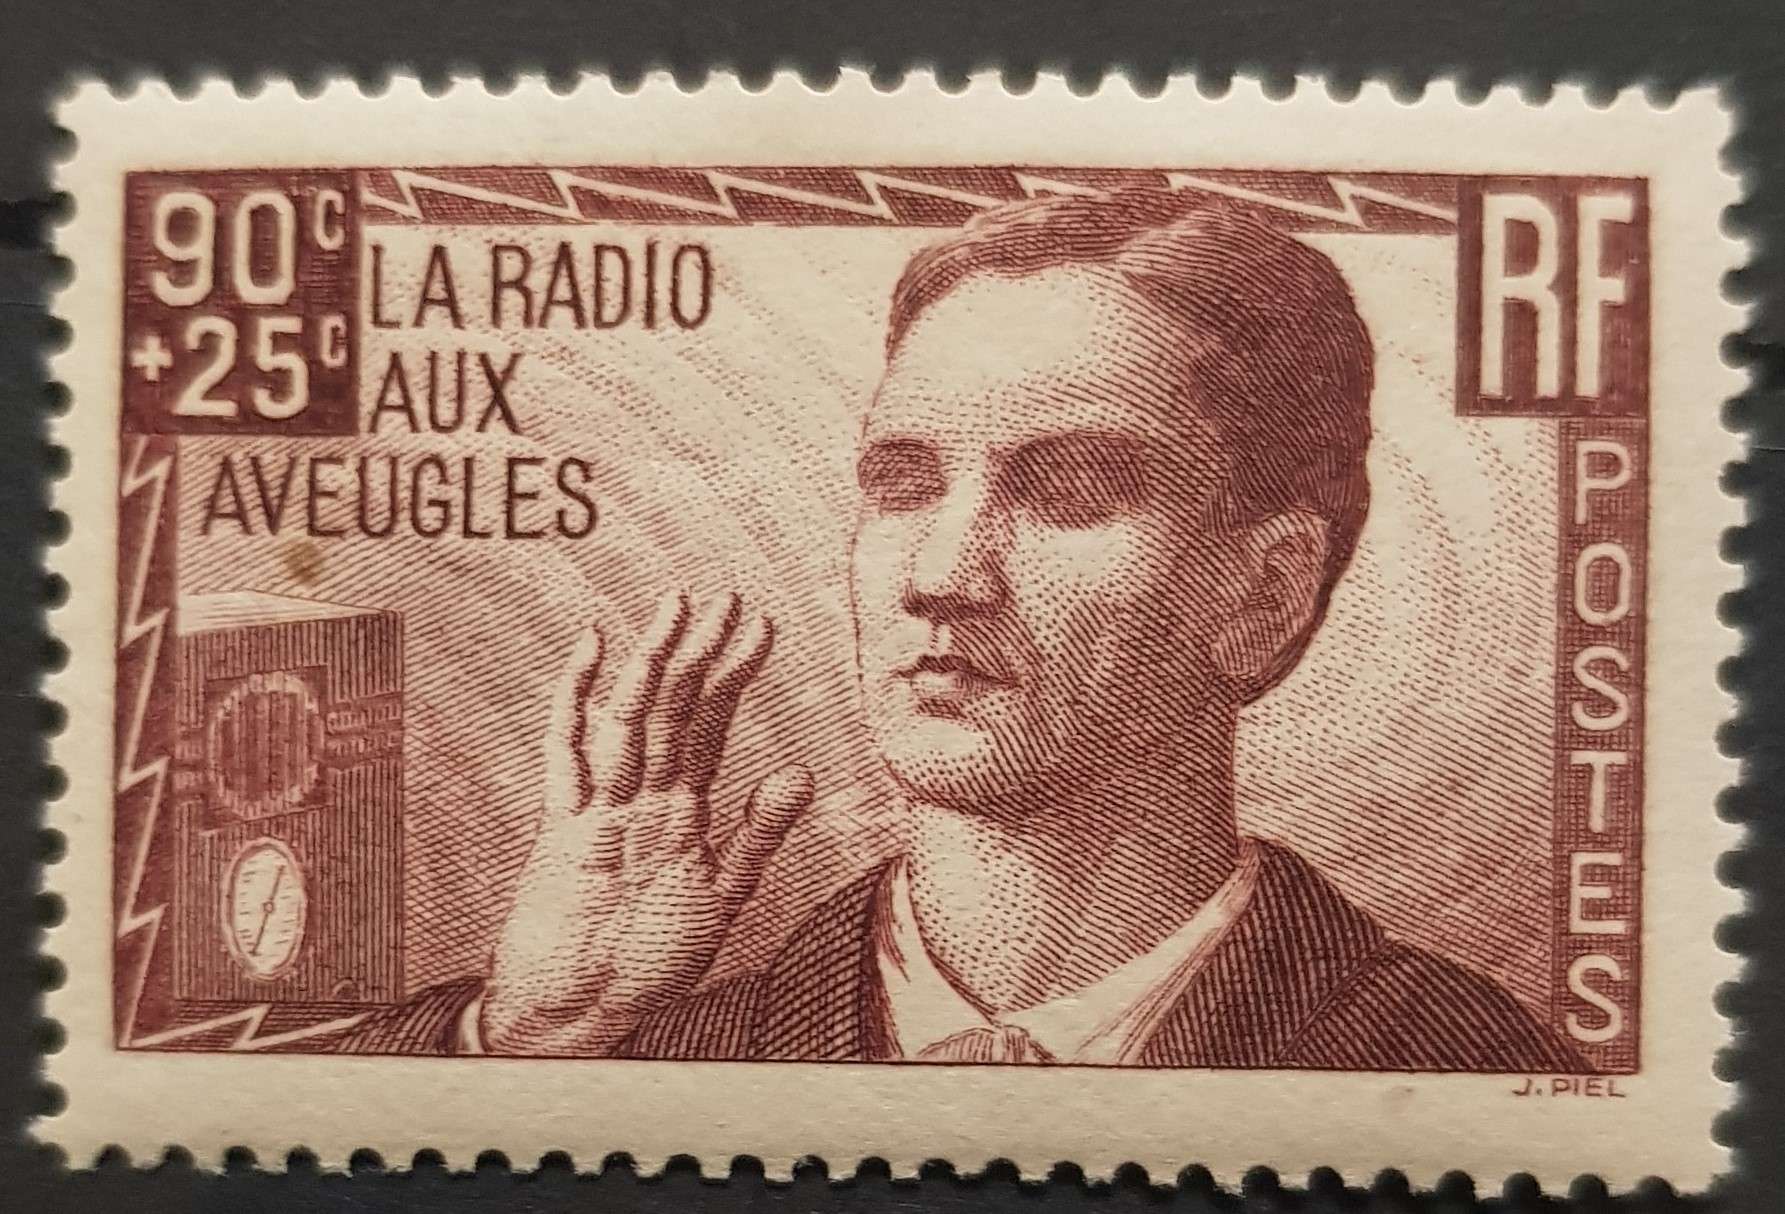 90c
+25c
LA RADIO
AUX
AVEUGLES
RF
POSTES
J. PIEL